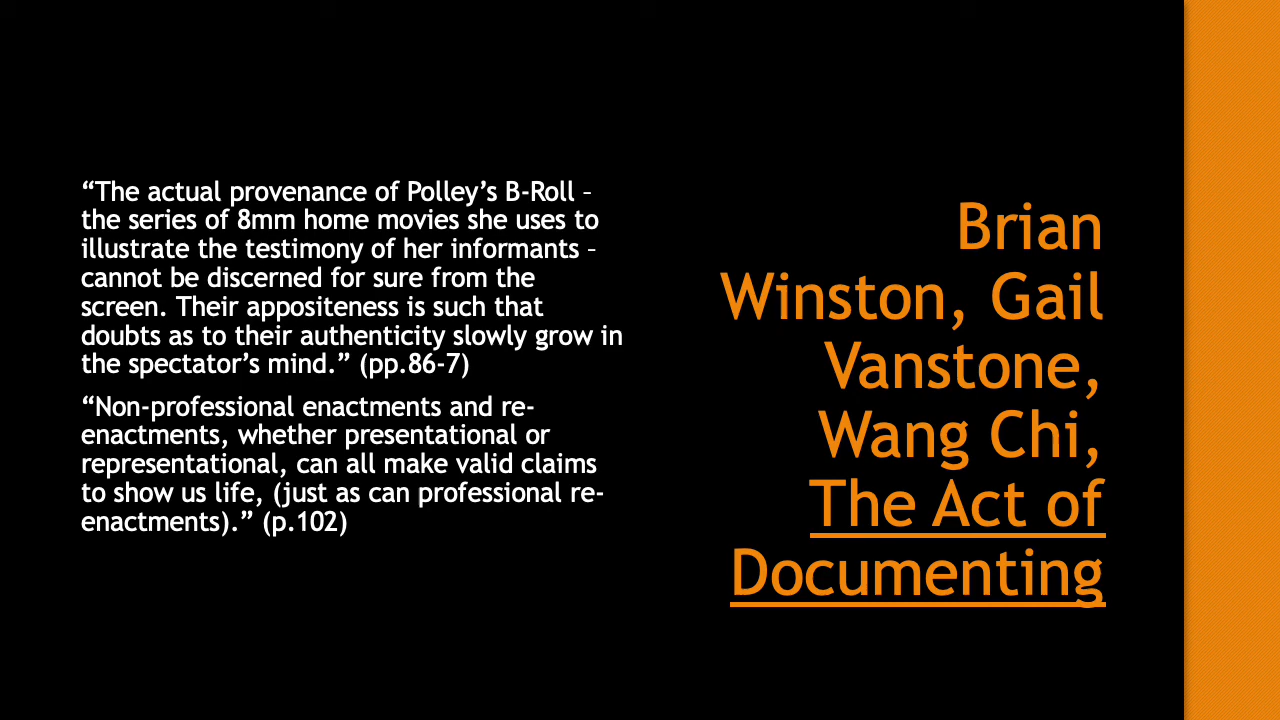 “The actual provenance of Polley’s B-Roll –
the series of 8mm home movies she uses to
illustrate the testimony of her informants –
cannot be discerned for sure from the
screen. Their appositeness is such that
doubts as to their authenticity slowly grow in
the spectator’s mind.” (pp.86-7)
“Non-professional enactments and re-
enactments, whether presentational or
representational, can all make valid claims
to show us life, (just as can professional re-
enactments).” (p.102)
Brian
Winston, Gail
Vanstone,
Wang Chi,
The Act of
Documenting